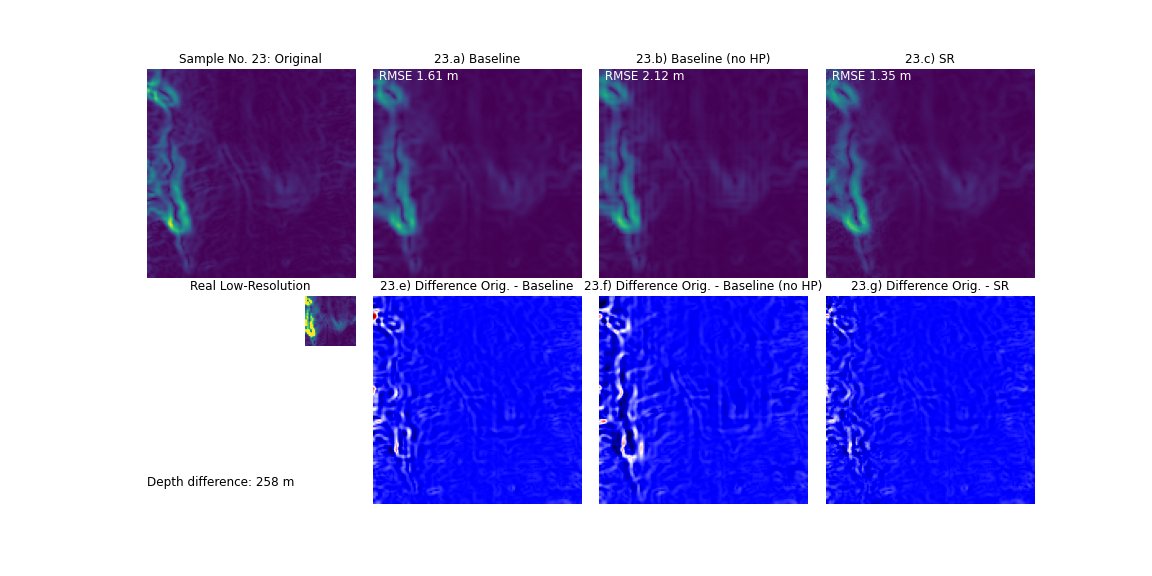 Sample No. 23: Original
23.a) Baseline
23.b) Baseline (no HP)
23.c) SR
RMSE 1.61 m
RMSE 2.12 m
RMSE 1.35 m
Real Low-Resolution
23.e) Difference Orig. - Baseline
23.f) Difference Orig. - Baseline (no HP)
23.g) Difference Orig. - SR
Depth difference: 258 m